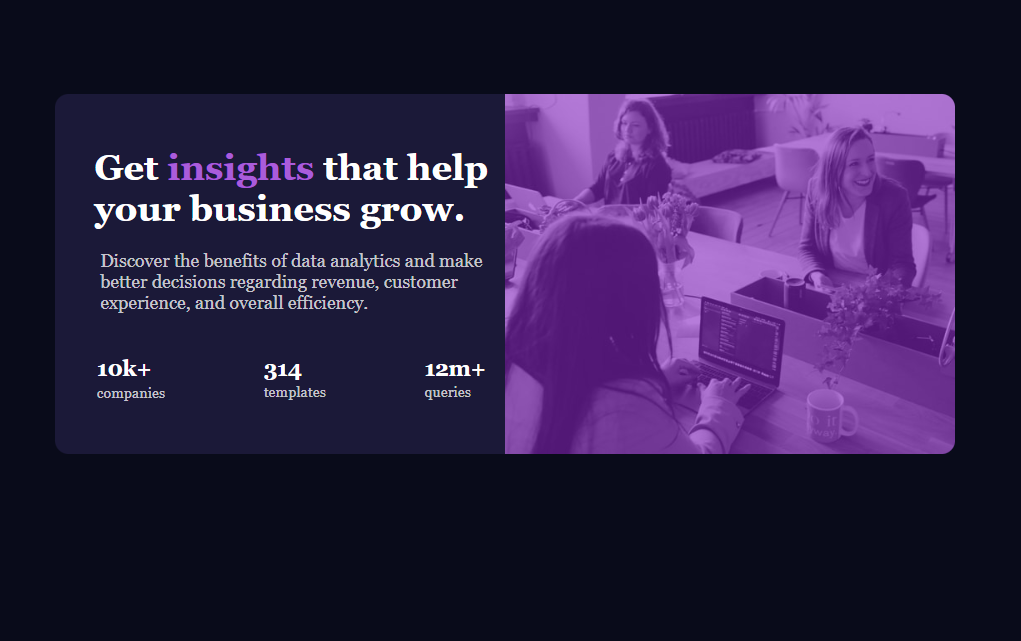 Get insights that help
your business grow.
Discover the benefits of data analytics and make
better decisions regarding revenue, customer
experience, and overall efficiency.
10k+ 314 12m+
companies templates queries